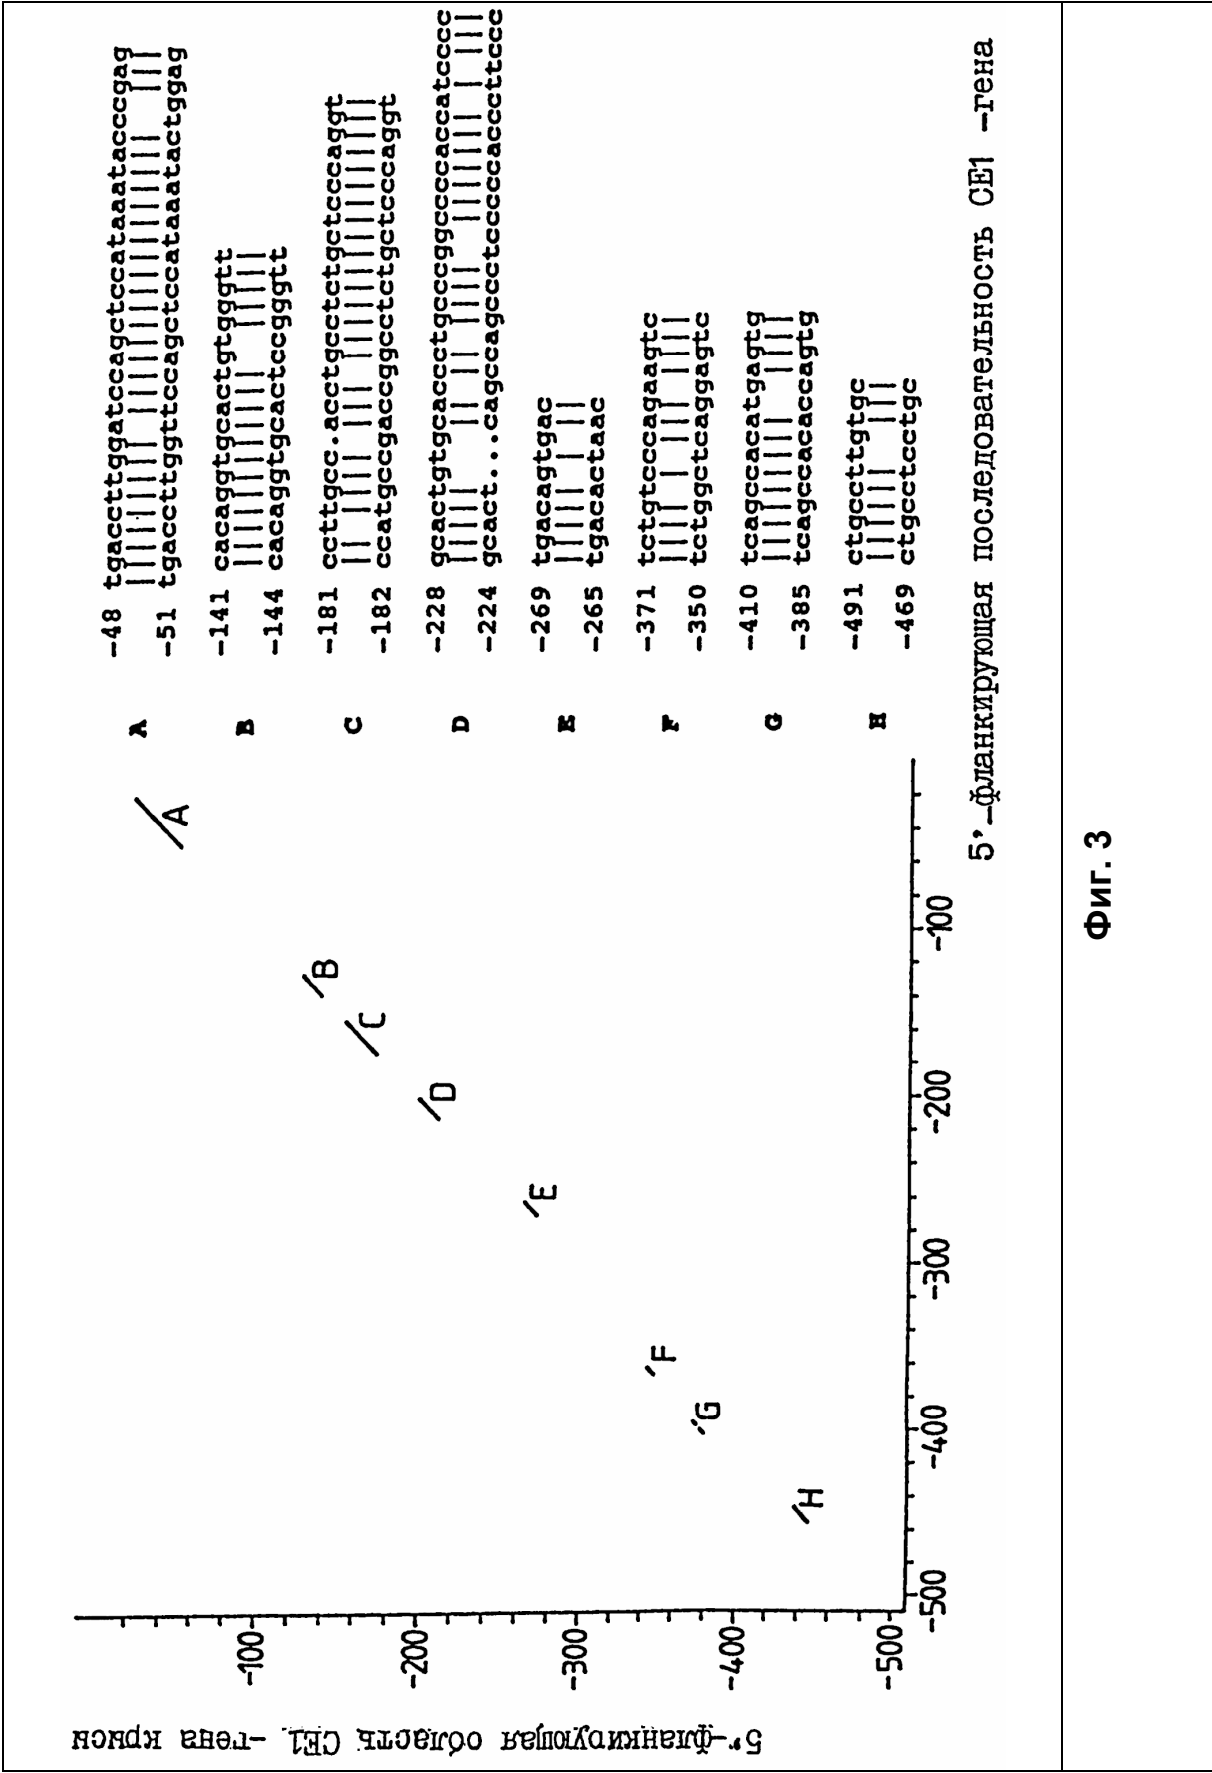 A
-48 tgaccttggatccagctccataaatacccgag
-51 tgaccttggttccagctccataaatactggag
B
-141 cacaggtgcactgtgggtt
-144 cacaggtgcactccgggtt
C
-181 ccttgcc.acctgcctctgctcccaggt
-182 ccatgccgaccggcctctgctcccaggt
D
-228 gcactgtgcaccctgcccggccccaccatcccc
-224 gcact...cagccagccctcccccaccccttccc
E
-269 tgacagtgac
-265 tgacactaac
F
-371 tctgtcccagaagtc
-350 tctggctcaggagtc
G
-410 tcagccacatgagtg
-385 tcagccacaccagtg
H
-491 ctgccttgtgc
-469 ctgcctcctgc
A
B
C
D
E
F
G
H
5'-фланкирующая область CE1 -гена крысы
-100
-200
-300
-400
-500
-500
-400
-300
-200
-100
5'-фланкирующая последовательность CE1 -гена
Фиг. 3